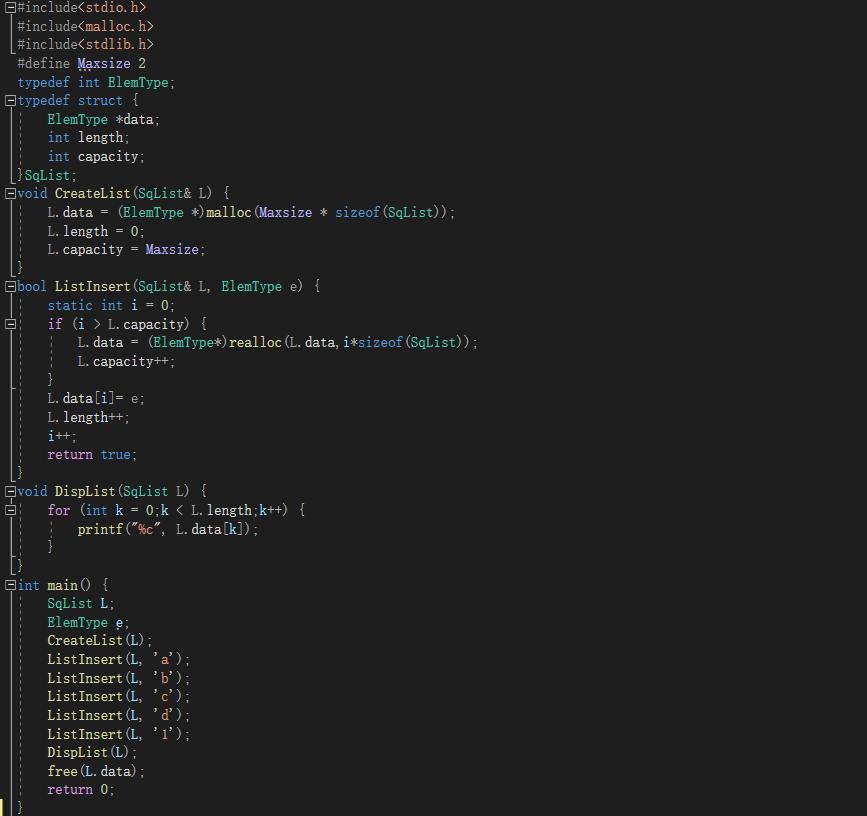 #include<stdio.h>
#include<malloc.h>
#include<stdlib.h>
#define Maxsize 2
typedef int ElemType;
typedef struct {
    ElemType *data;
    int length;
    int capacity;
}SqList;
void CreateList(SqList& L) {
    L.data = (ElemType *)malloc(Maxsize * sizeof(SqList));
    L.length = 0;
    L.capacity = Maxsize;
}
bool ListInsert(SqList& L, ElemType e) {
    static int i = 0;
    if (i > L.capacity) {
        L.data = (ElemType*)realloc(L.data,i*sizeof(SqList));
        L.capacity++;
    }
    L.data[i]= e;
    L.length++;
    i++;
    return true;
}
void DispList(SqList L) {
    for (int k = 0;k < L.length;k++) {
        printf("%c", L.data[k]);
    }
}
int main() {
    SqList L;
    ElemType e;
    CreateList(L);
    ListInsert(L, 'a');
    ListInsert(L, 'b');
    ListInsert(L, 'c');
    ListInsert(L, 'd');
    ListInsert(L, '1');
    DispList(L);
    free(L.data);
    return 0;
}